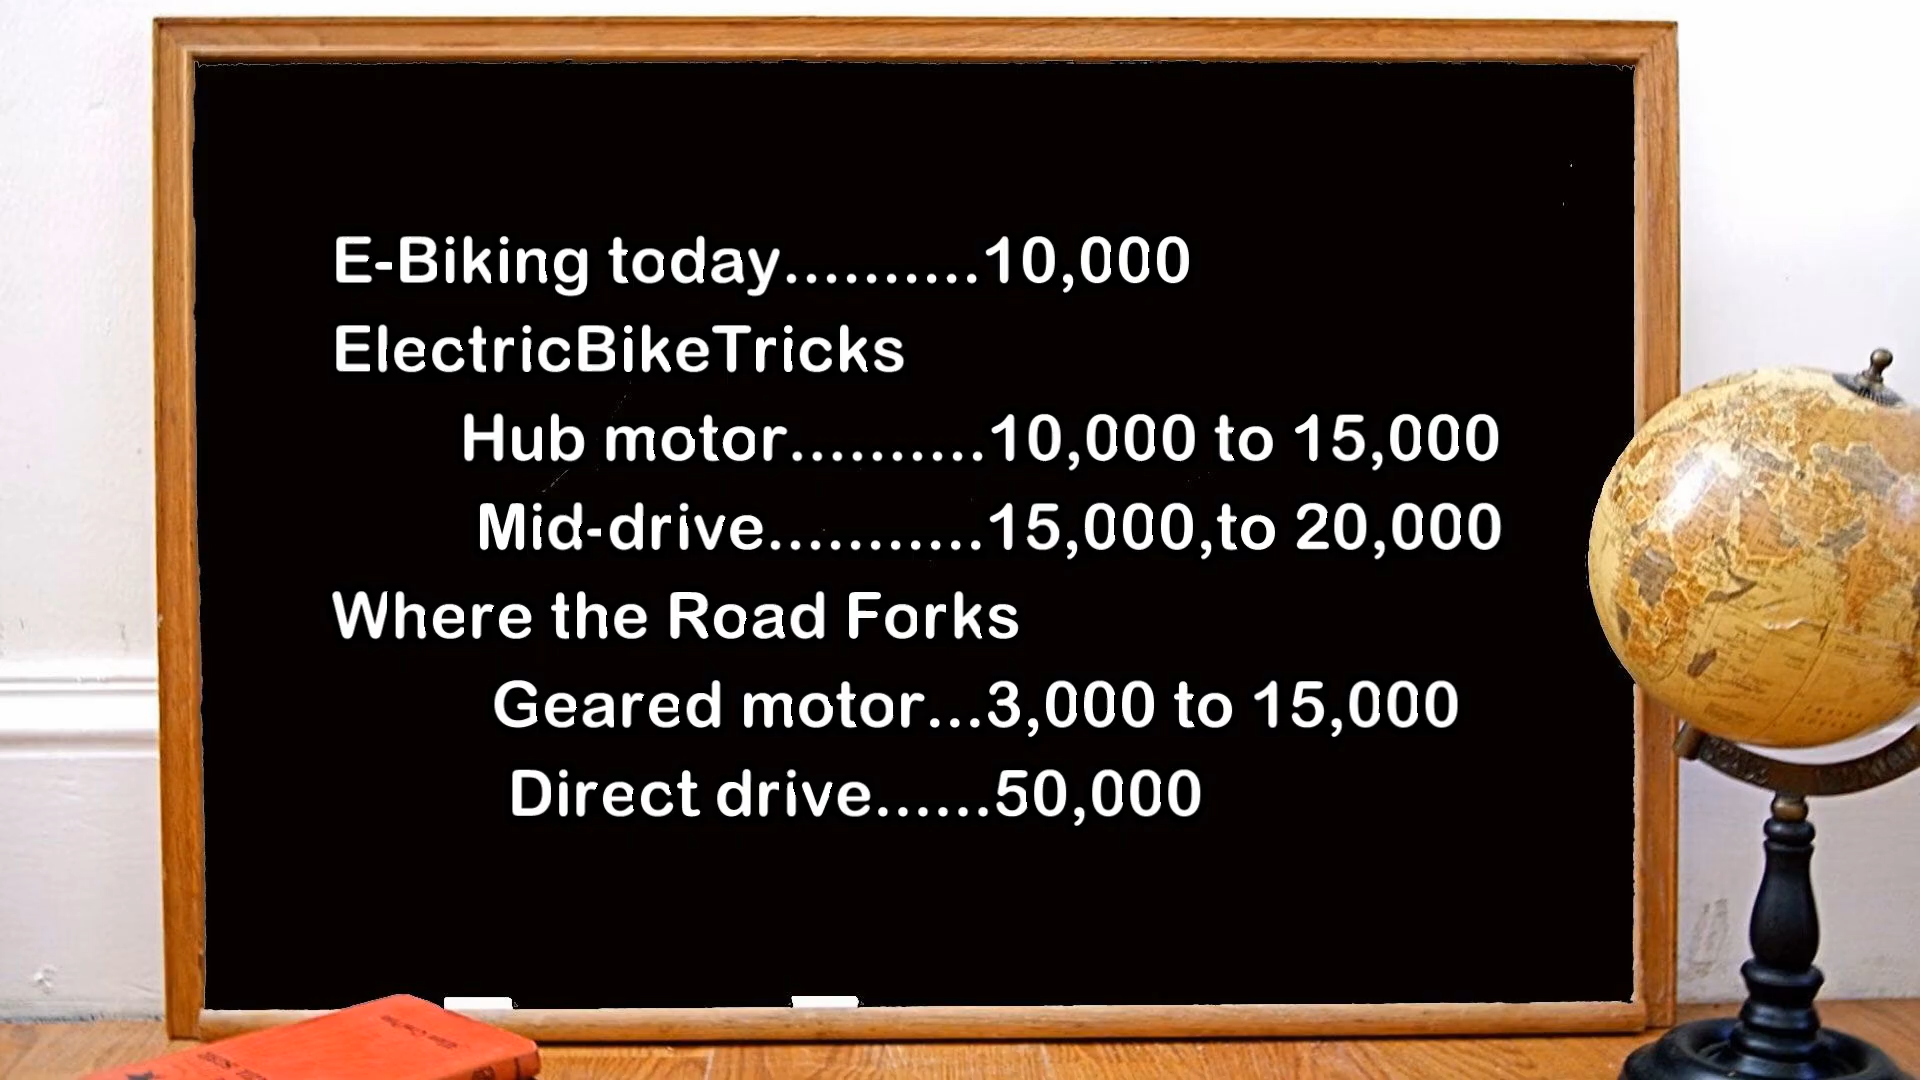 E-Biking today..........10,000
ElectricBikeTricks
Hub motor..........10,000 to 15,000
Mid-drive...........15,000,to 20,000
Where the Road Forks
Geared motor...3,000 to 15,000
Direct drive......50,000